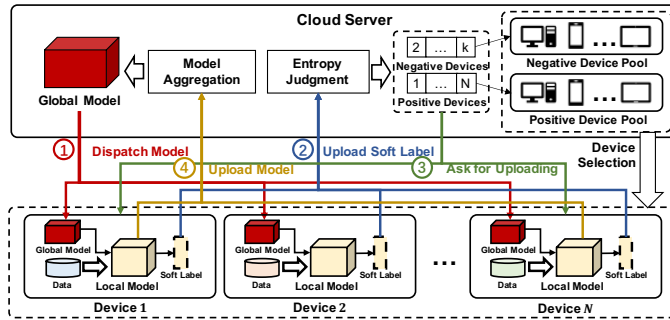 Cloud Server
Global Model
Model
Aggregation
Entropy
Judgment
2 ... k
Negative Devices
1 ... N
Positive Devices
...
Negative Device Pool
...
Positive Device Pool
1 Dispatch Model
2 Upload Soft Label
4 Upload Model
3 Ask for Uploading
Device
Selection
Global Model
Data
Local Model
Soft Label
Device 1
Global Model
Data
Local Model
Soft Label
Device 2
...
Global Model
Data
Local Model
Soft Label
Device N